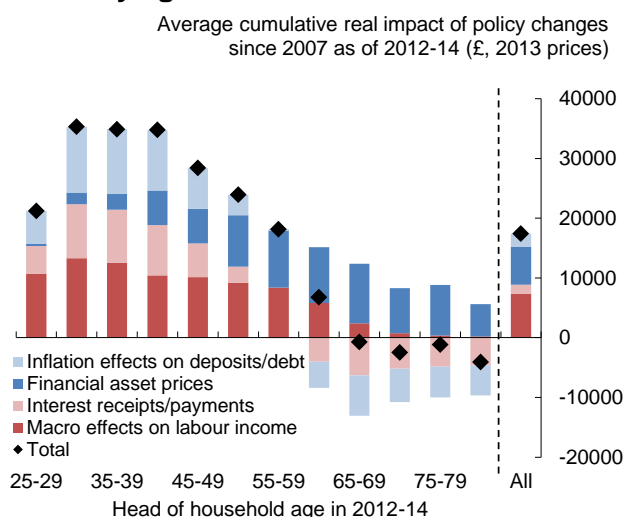 Average cumulative real impact of policy changes
since 2007 as of 2012-14 (£, 2013 prices)
40000
30000
20000
10000
0
-10000
-20000
Inflation effects on deposits/debt
Financial asset prices
Interest receipts/payments
Macro effects on labour income
Total
25-29 35-39 45-49 55-59 65-69 75-79 All
Head of household age in 2012-14